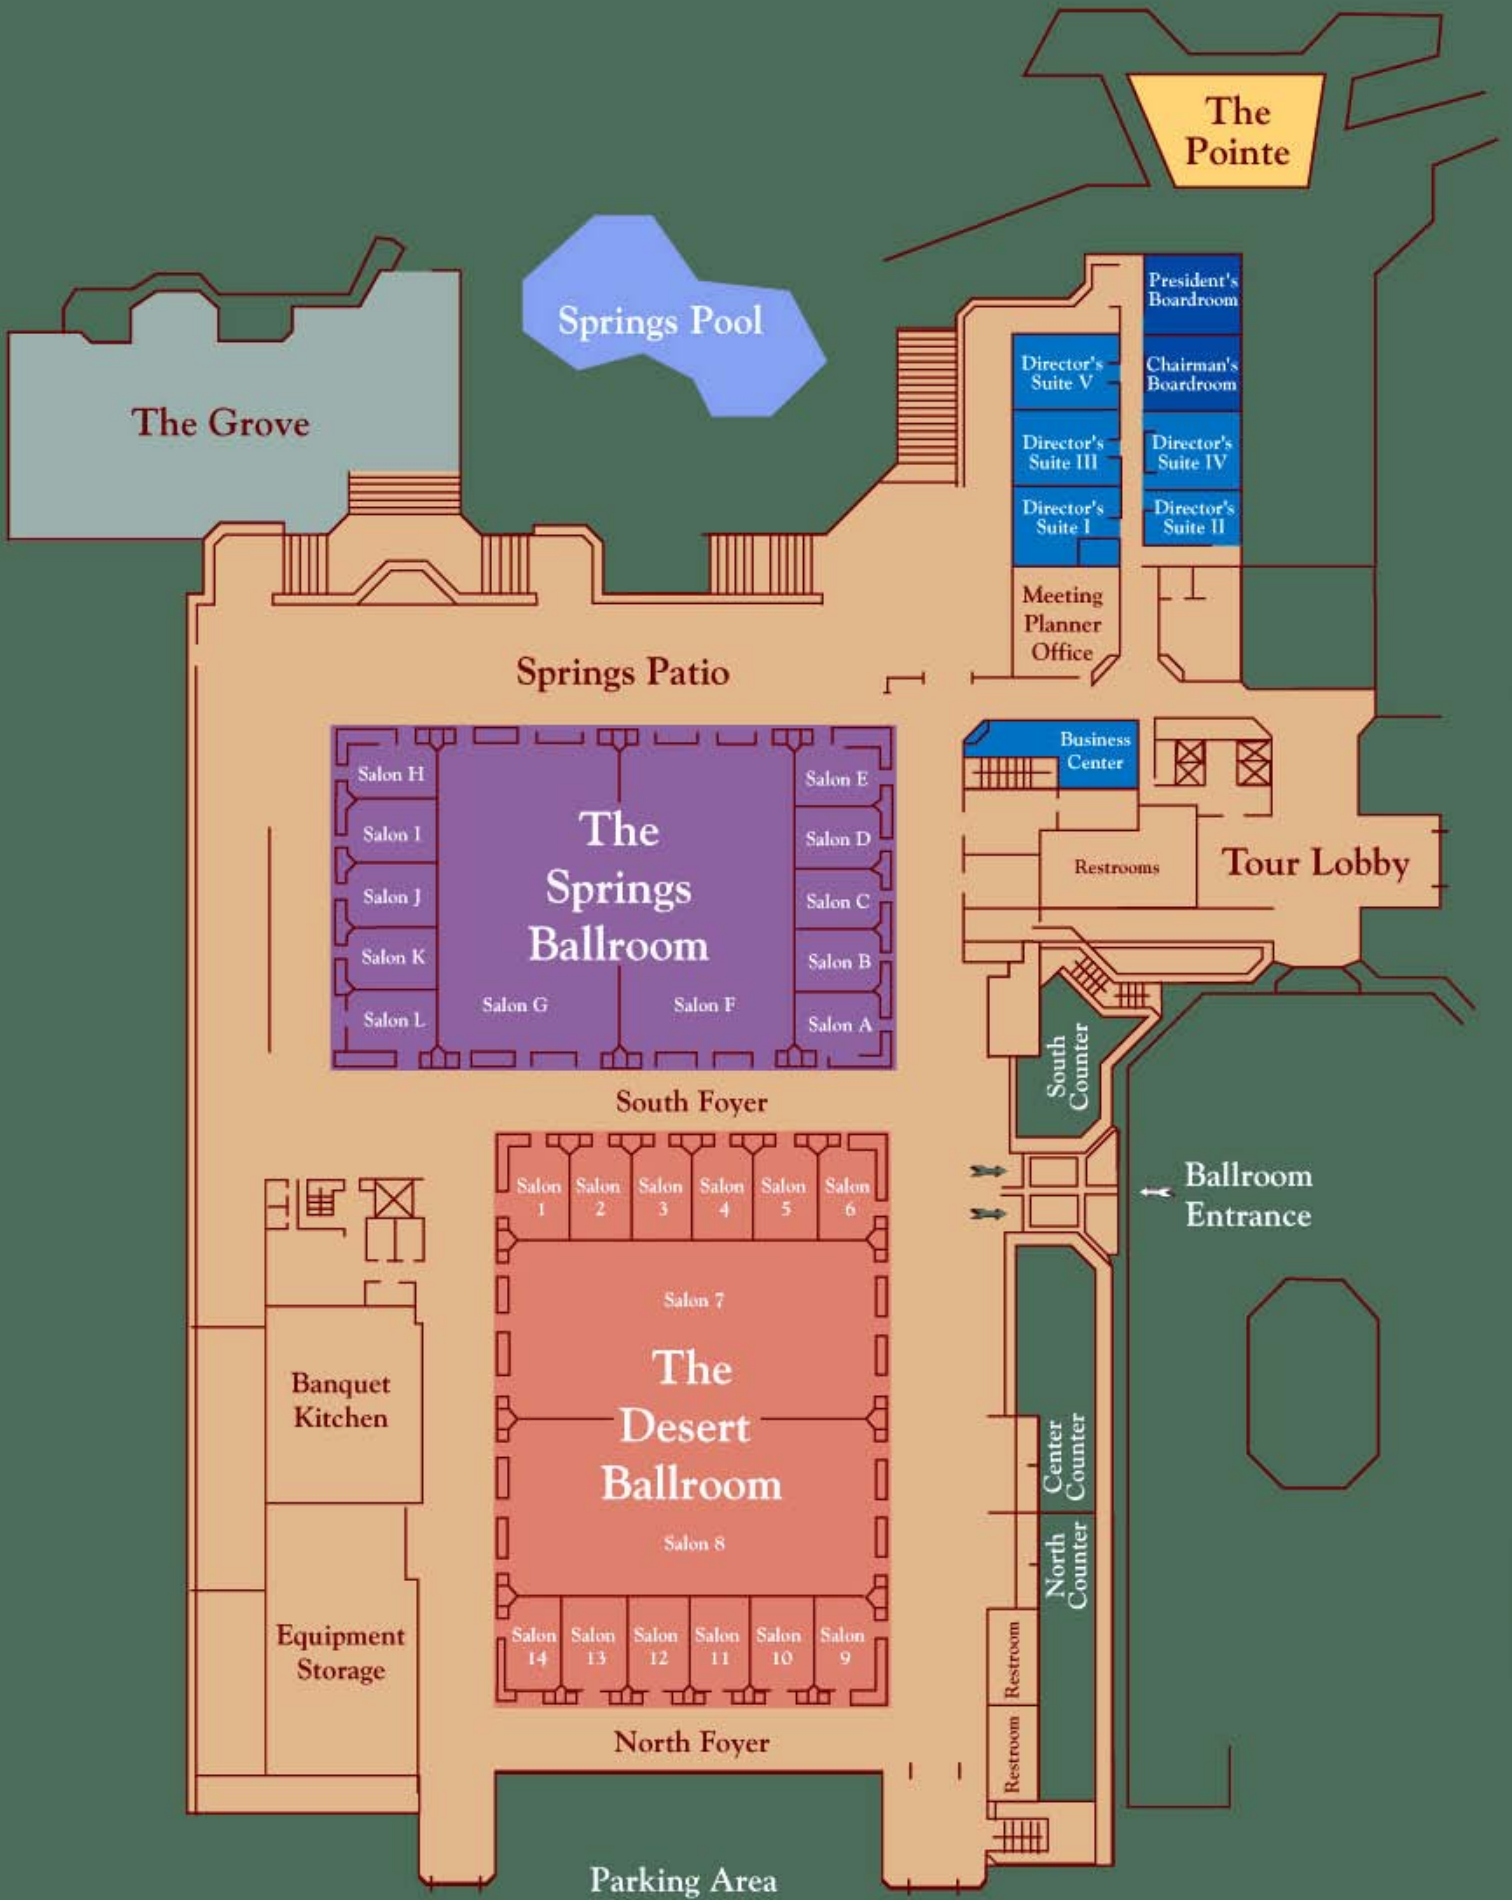 The
Pointe
President's
Boardroom
Springs Pool
Director's
Suite V
Chairman's
Boardroom
The Grove
Director's
Suite III
Director's
Suite IV
Director's
Suite I
Director's
Suite II
Meeting
Planner
Office
Springs Patio
Business
Center
Salon H
Salon I
Salon J
Salon K
Salon L
The
Springs
Ballroom
Salon G
Salon F
Salon E
Salon D
Salon C
Salon B
Salon A
Restrooms
Tour Lobby
South
Counter
South Foyer
Ballroom
Entrance
Salon
1
Salon
2
Salon
3
Salon
4
Salon
5
Salon
6
Salon 7
The
Desert
Ballroom
Salon 8
Banquet
Kitchen
Center
Counter
North
Counter
Equipment
Storage
Salon
14
Salon
13
Salon
12
Salon
11
Salon
10
Salon
9
Restroom
Restroom
North Foyer
Parking Area